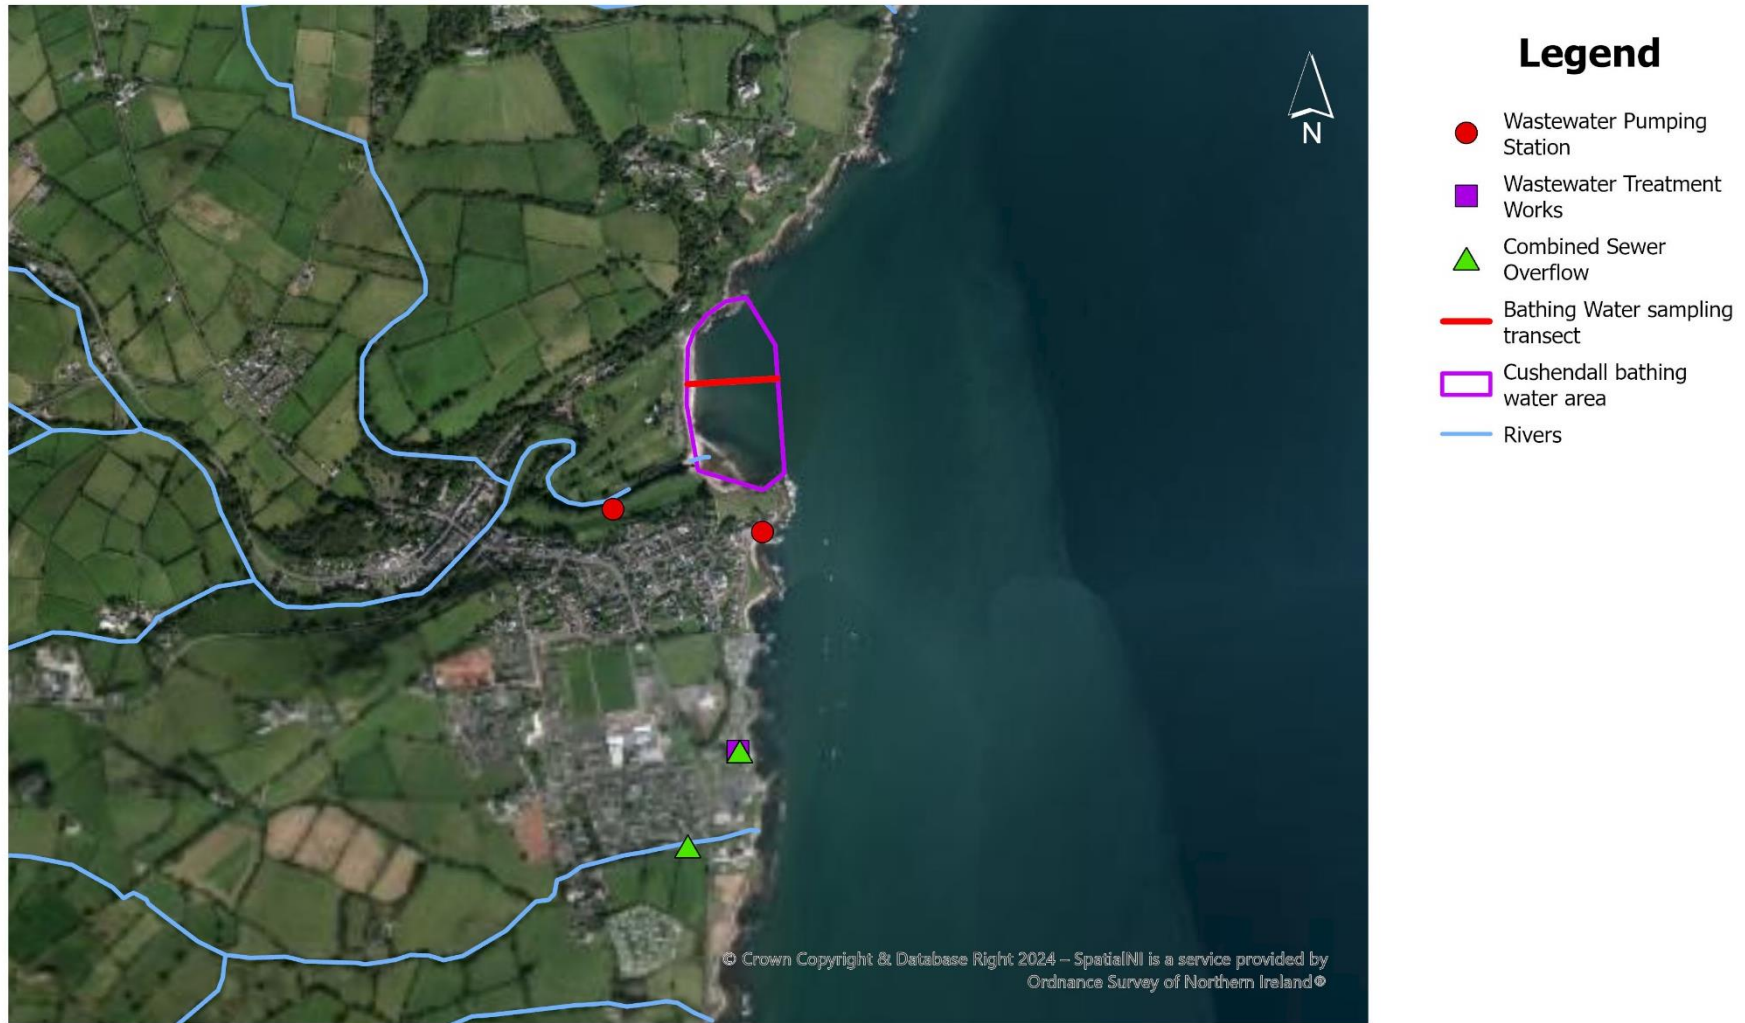 N
© Crown Copyright & Database Right 2024 – SpatialNI is a service provided by
Ordnance Survey of Northern Ireland®
Legend
Wastewater Pumping
Station
Wastewater Treatment
Works
Combined Sewer
Overflow
Bathing Water sampling
transect
Cushendall bathing
water area
Rivers